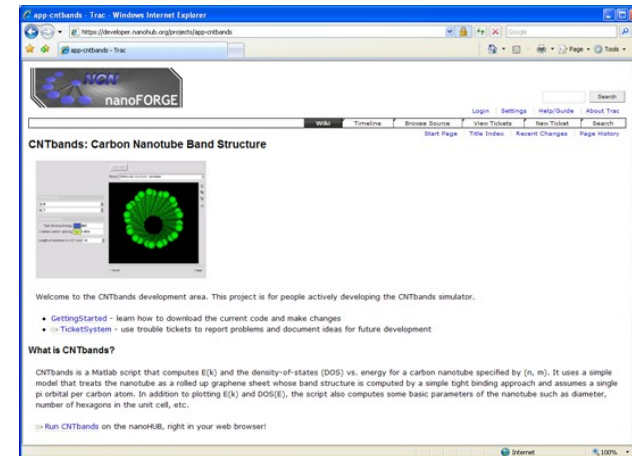 app-cntbands - Trac - Windows Internet Explorer
https://developer.nanohub.org/projects/app-cntbands
Google
app-cntbands - Trac
Page
Tools
NCN
nanoFORGE
Search
Login Settings Help/Guide About Trac
Wiki Timeline Browse Source View Tickets New Ticket Search
Start Page Title Index Recent Changes Page History
CNTbands: Carbon Nanotube Band Structure
Welcome to the CNTbands development area. This project is for people actively developing the CNTbands simulator.
GettingStarted - learn how to download the current code and make changes
TicketSystem - use trouble tickets to report problems and document ideas for future development
What is CNTbands?
CNTbands is a Matlab script that computes E(k) and the density-of-states (DOS) vs. energy for a carbon nanotube specified by (n, m). It uses a simple
model that treats the nanotube as a rolled up graphene sheet whose band structure is computed by a simple tight binding approach and assumes a single
pi orbital per carbon atom. In addition to plotting E(k) and DOS(E), the script also computes some basic parameters of the nanotube such as diameter,
number of hexagons in the unit cell, etc.
Run CNTbands on the nanoHUB, right in your web browser!
Internet
100%